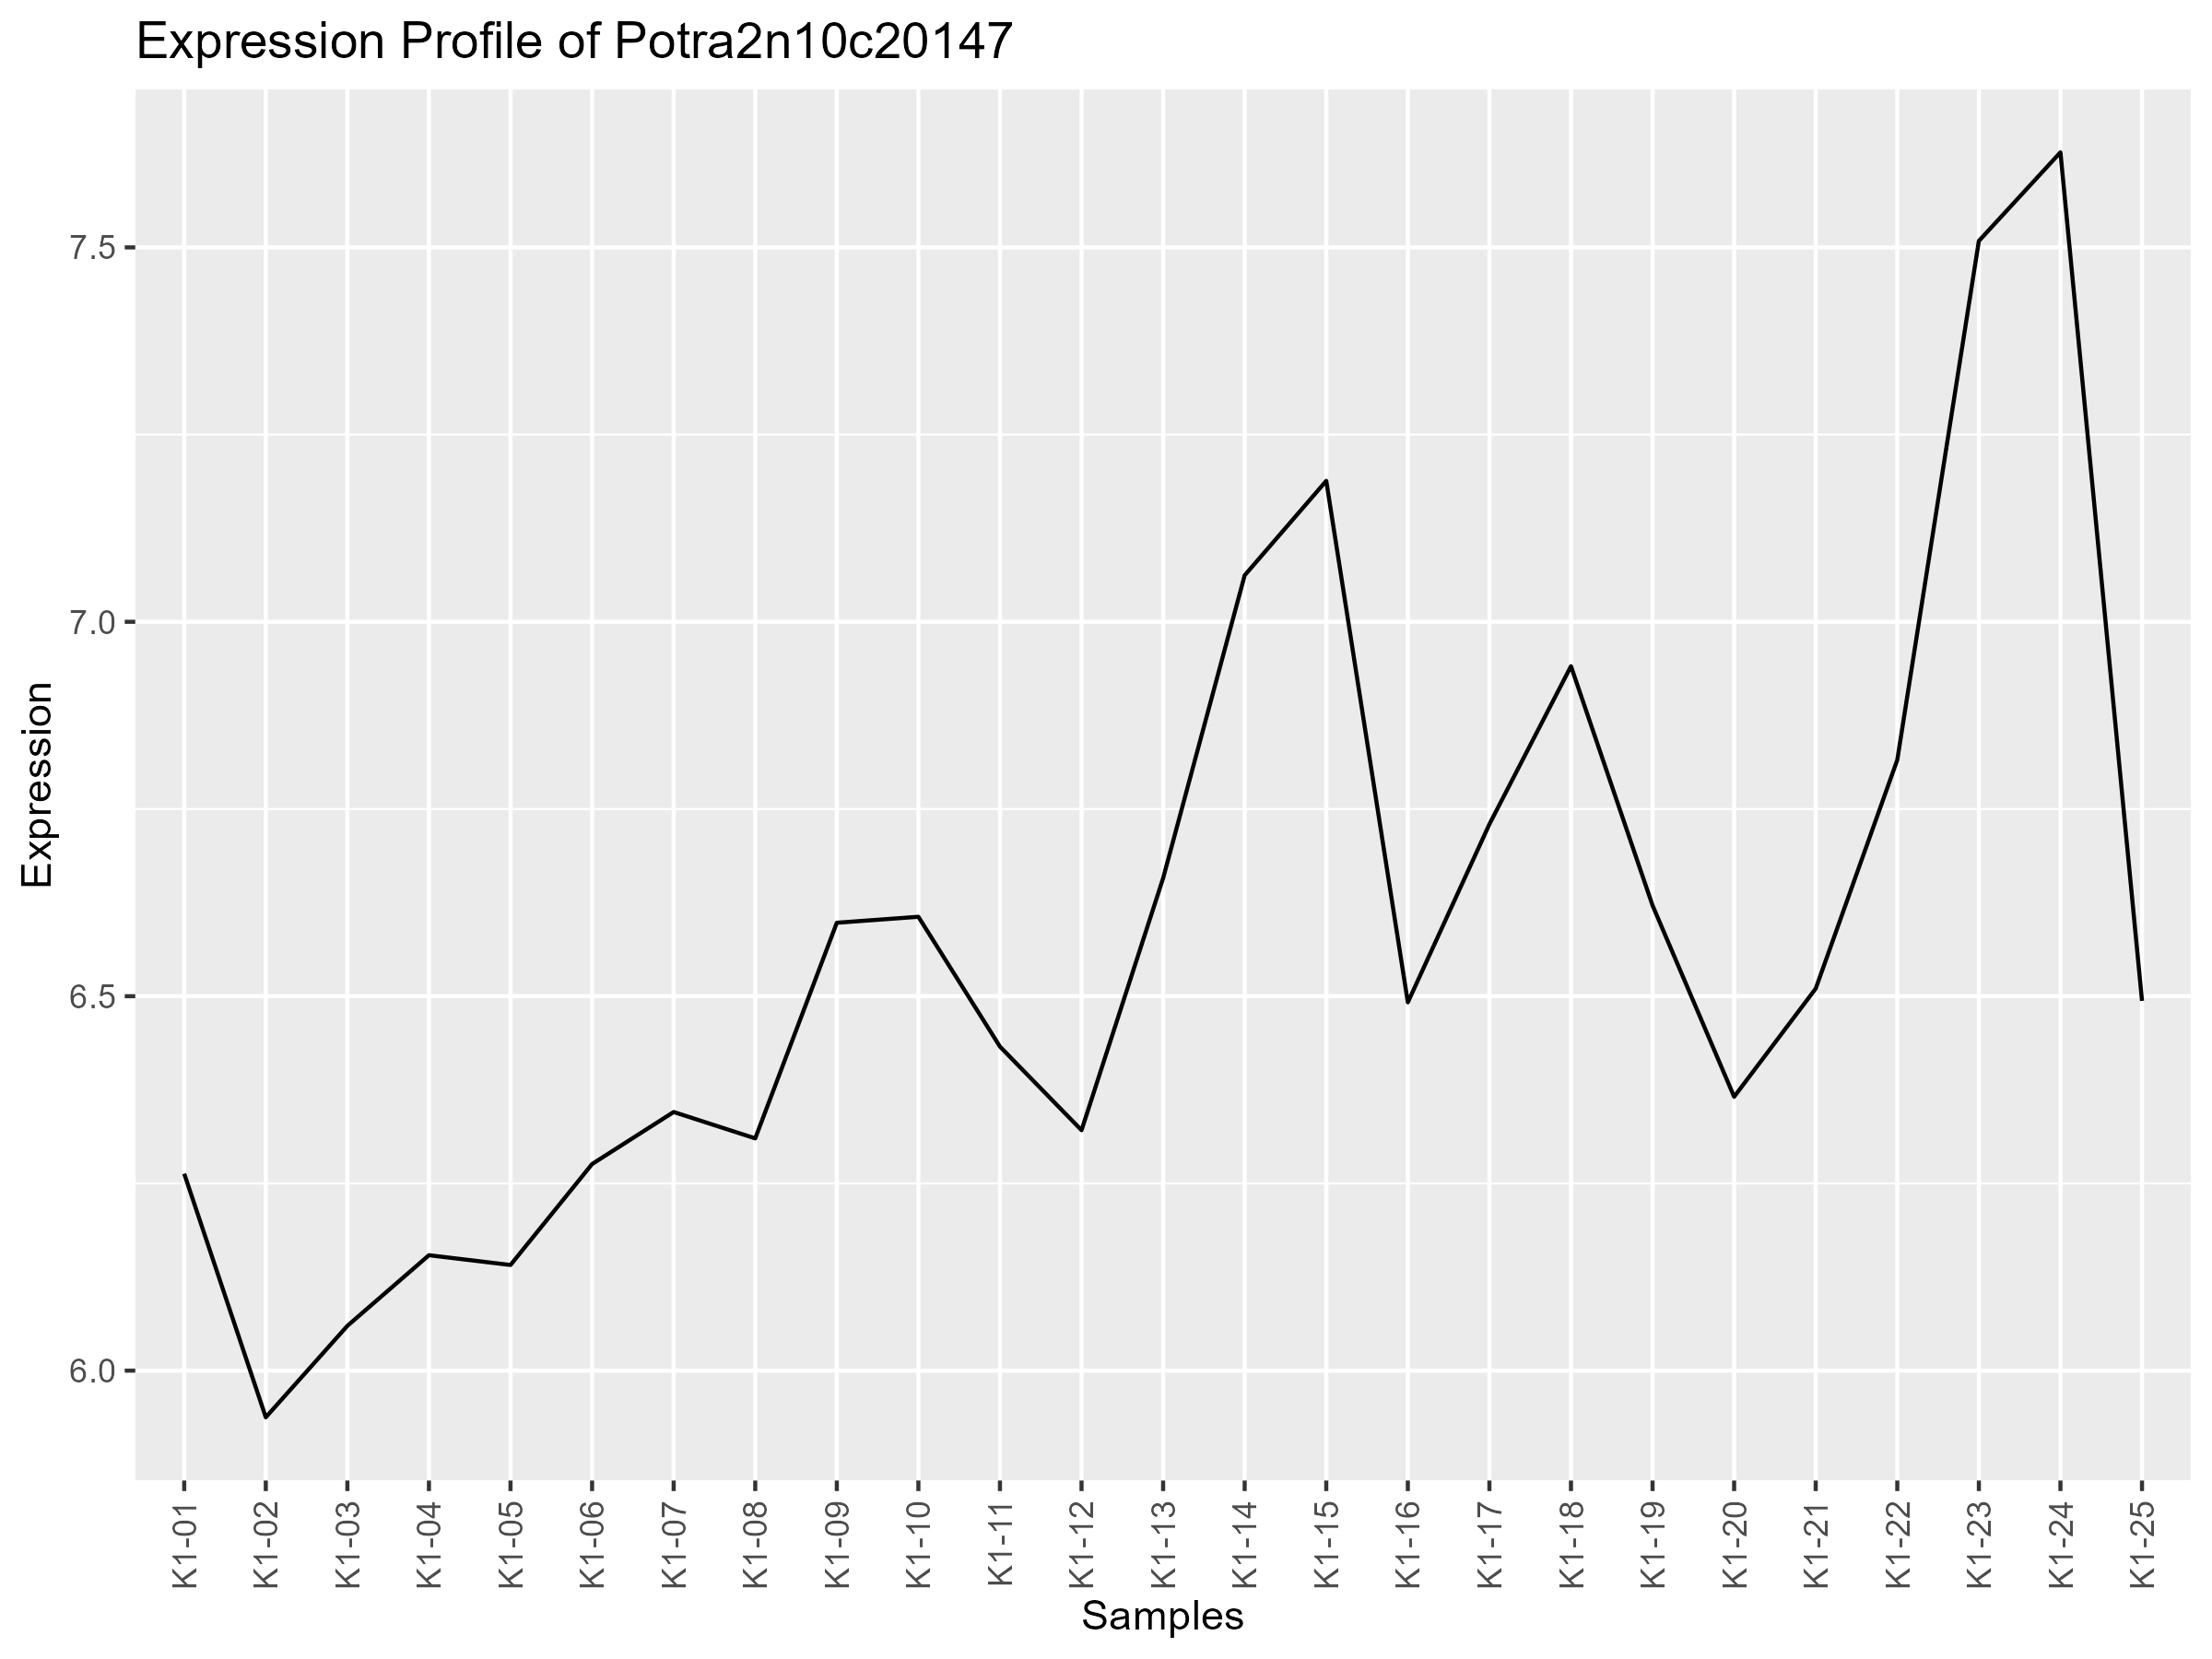 Expression Profile of Potra2n10c20147
Expression
7.5
7.0
6.5
6.0
K1-01
K1-02
K1-03
K1-04
K1-05
K1-06
K1-07
K1-08
K1-09
K1-10
K1-11
K1-12
K1-13
K1-14
K1-15
K1-16
K1-17
K1-18
K1-19
K1-20
K1-21
K1-22
K1-23
K1-24
K1-25
Samples